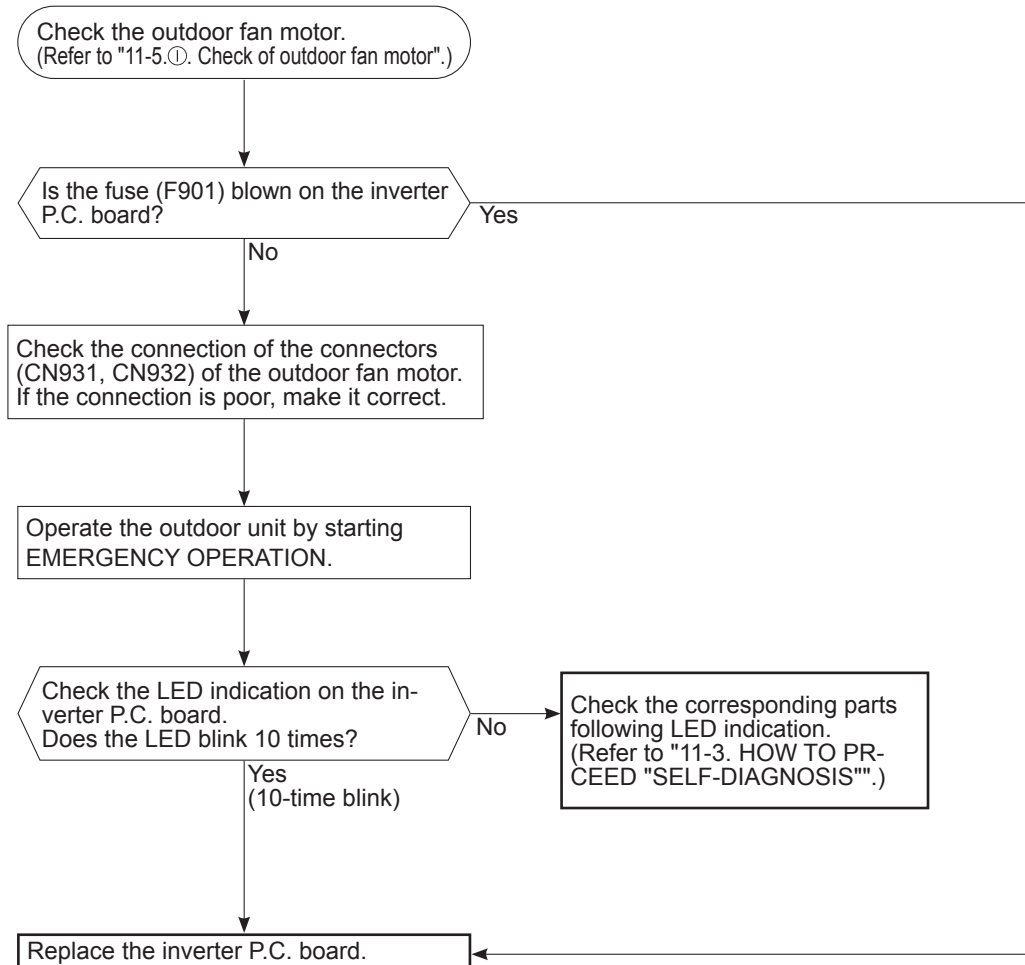 Check the outdoor fan motor.
(Refer to "11-5.Ⓘ. Check of outdoor fan motor".)
Is the fuse (F901) blown on the inverter
P.C. board?
Yes
No
Check the connection of the connectors
(CN931, CN932) of the outdoor fan motor.
If the connection is poor, make it correct.
Operate the outdoor unit by starting
EMERGENCY OPERATION.
Check the LED indication on the in-
verter P.C. board.
Does the LED blink 10 times?
No
Check the corresponding parts
following LED indication.
(Refer to "11-3. HOW TO PR-
CEED "SELF-DIAGNOSIS"".)
Yes
(10-time blink)
Replace the inverter P.C. board.